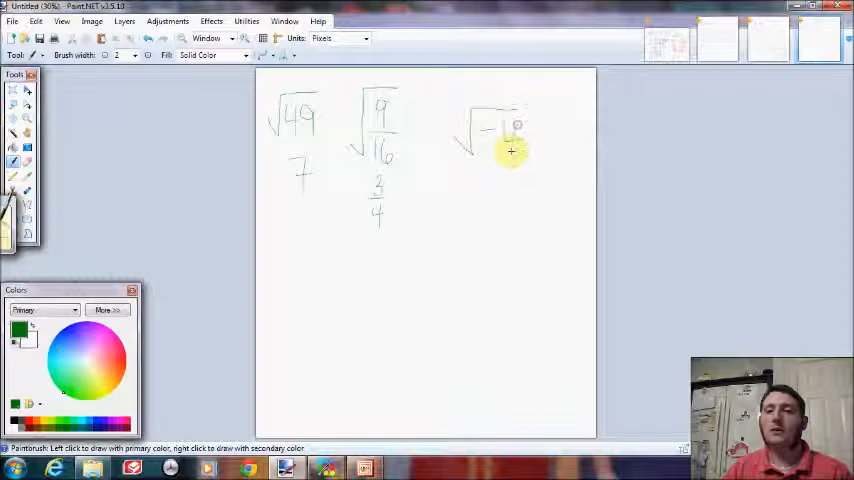 Untitled (30%) - Paint.NET v3.5.10
File Edit View Image Layers Adjustments Effects Utilities Window Help
Window Units: Pixels
Tool: Brush width: 2 Fill: Solid Color
Tools
√49
7
√9/16
3/4
√-1
Colors
Primary More >>
Paintbrush: Left click to draw with primary color, right click to draw with secondary color